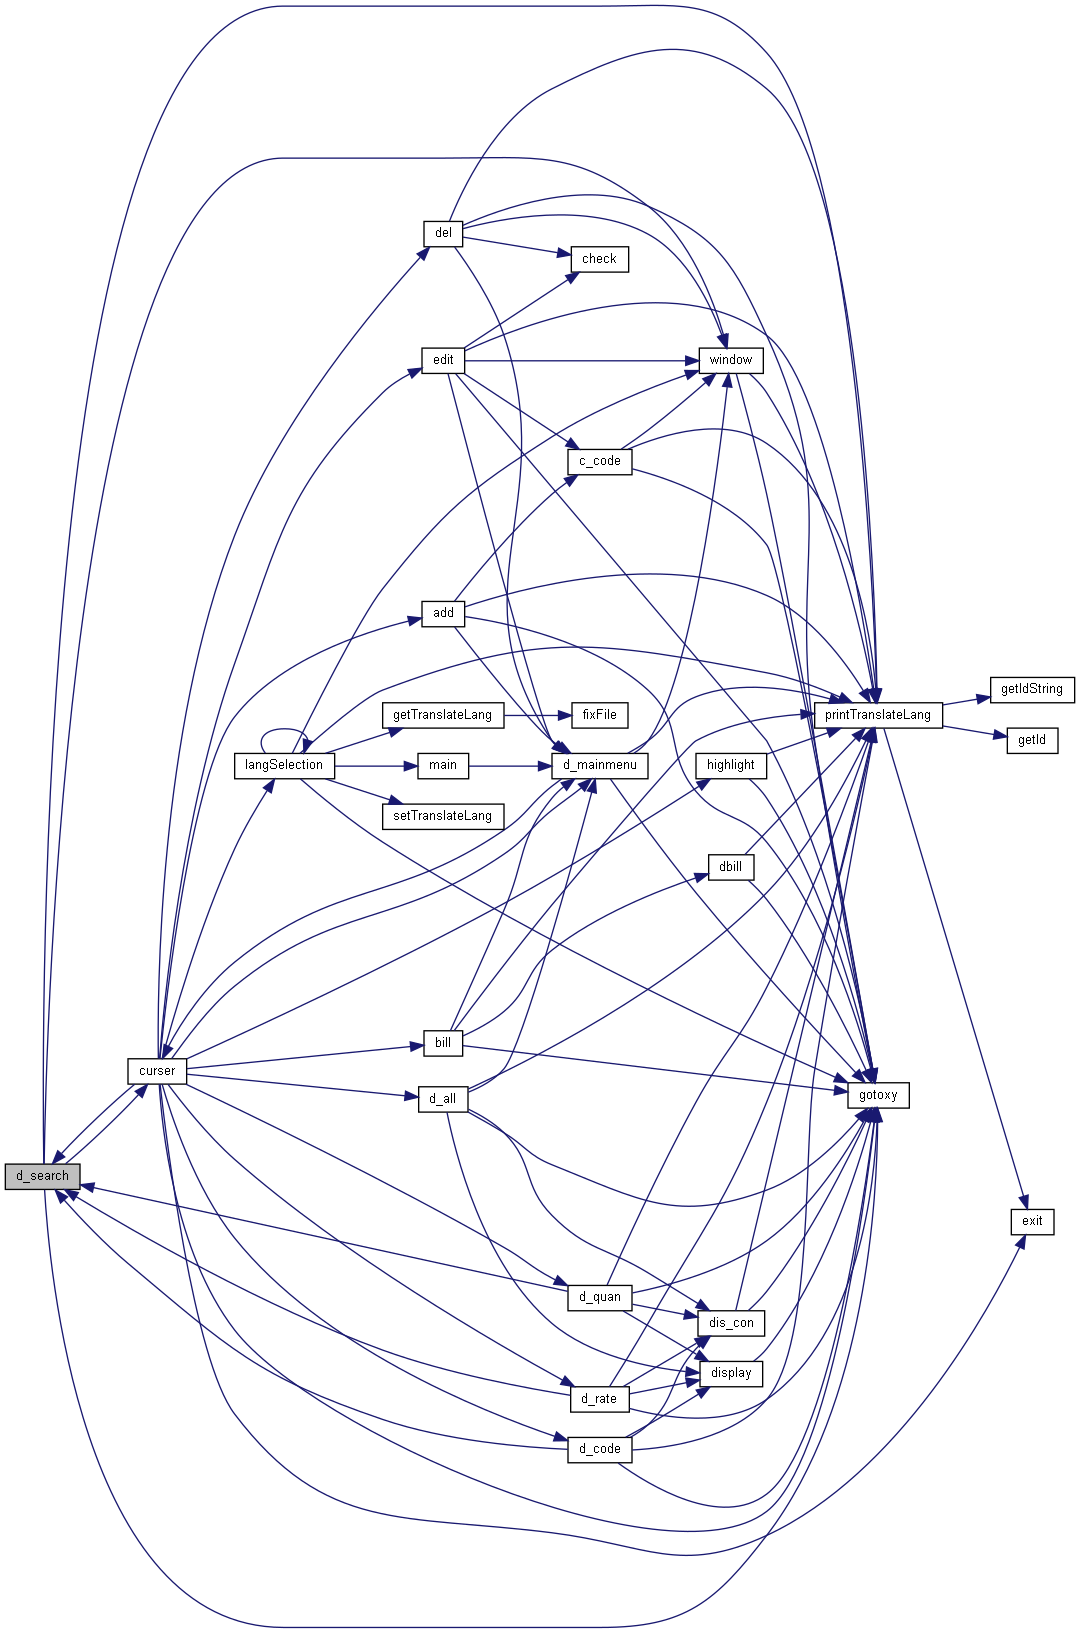 del
check
edit
window
c_code
add
getIdString
getTranslateLang
fixFile
printTranslateLang
getId
langSelection
main
d_mainmenu
highlight
setTranslateLang
dbill
bill
curser
d_all
gotoxy
d_search
exit
d_quan
dis_con
display
d_rate
d_code